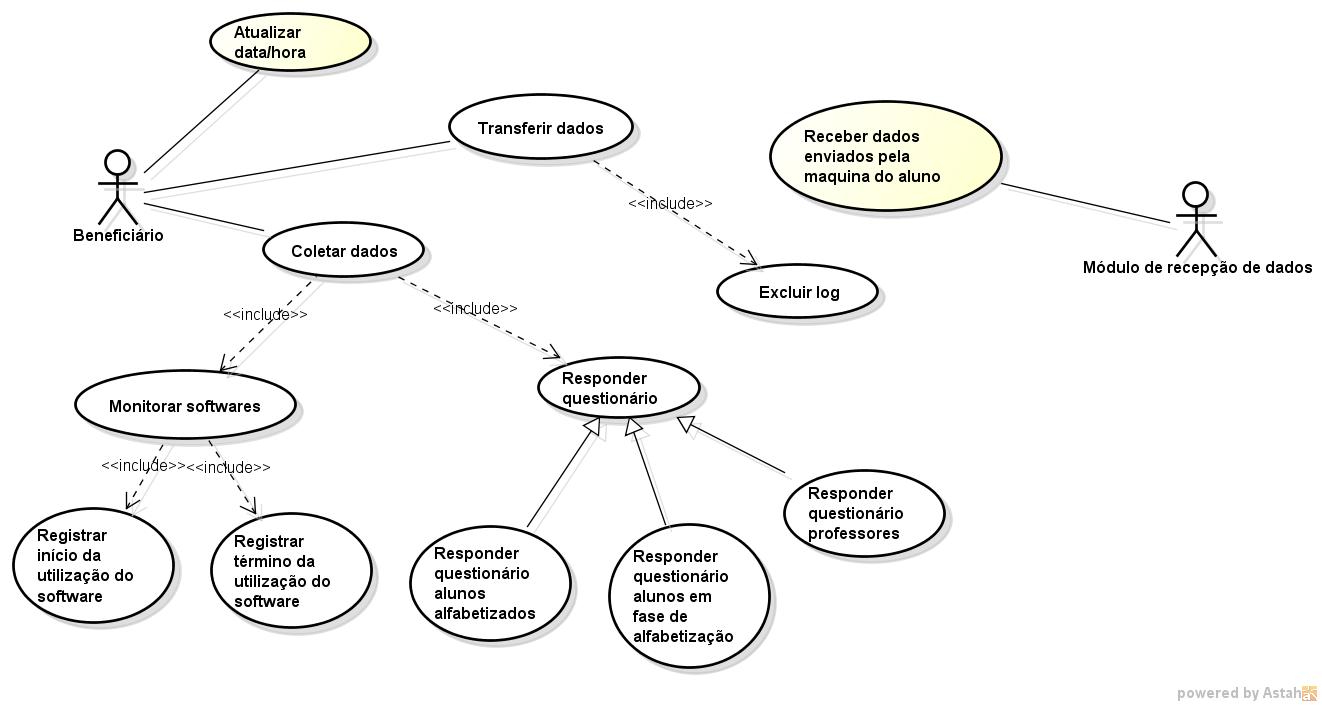 Atualizar
data/hora
Transferir dados
Receber dados
enviados pela
maquina do aluno
<<include>>
Beneficiário
Coletar dados
Módulo de recepção de dados
Excluir log
<<include>>
<<include>>
Responder
questionário
Monitorar softwares
<<include>>
<<include>>
Responder
questionário
professores
Registrar
início da
utilização do
software
Registrar
término da
utilização do
software
Responder
questionário
alunos
alfabetizados
Responder
questionário
alunos em
fase de
alfabetização
powered by Astah